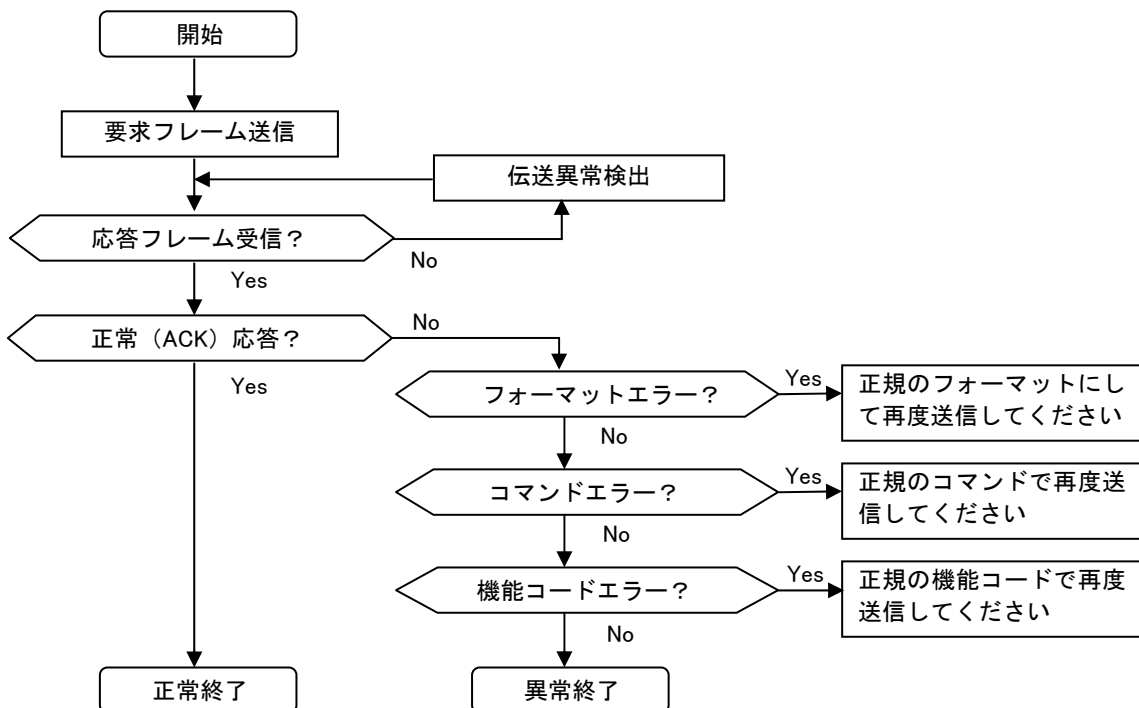 開始
要求フレーム送信
伝送異常検出
応答フレーム受信？
No
Yes
正常（ACK）応答？
No
Yes
フォーマットエラー？
Yes
正規のフォーマットにし
て再度送信してください
No
コマンドエラー？
Yes
正規のコマンドで再度送
信してください
No
機能コードエラー？
Yes
正規の機能コードで再度
送信してください
No
正常終了
異常終了